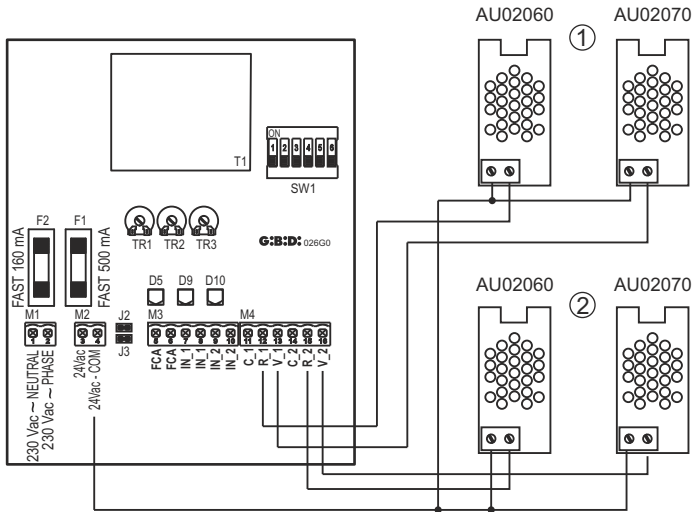 AU02060 ① AU02070
ON
1 2 3 4 5 6
T1
SW1
F2 F1
FAST 160 mA
FAST 500 mA
TR1 TR2 TR3
G:B:D: 026G0
D5 D9 D10
M1 M2 J2 M3 M4
1 2 3 4 5 6 7 8 9 10 11 12 13 14 15 16
J3
230 Vac ~ NEUTRAL
230 Vac ~ PHASE
24Vac
24Vac - COM
FCA
FCA
IN_1
IN_1
IN_2
IN_2
C_1
R_1
V_1
C_2
R_2
V_2
AU02060 ② AU02070